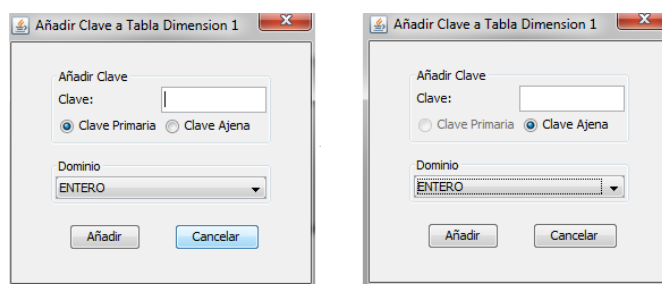 Añadir Clave a Tabla Dimension 1
Añadir Clave
Clave:
Clave Primaria Clave Ajena
Dominio
ENTERO
Añadir Cancelar
Añadir Clave a Tabla Dimension 1
Añadir Clave
Clave:
Clave Primaria Clave Ajena
Dominio
ENTERO
Añadir Cancelar